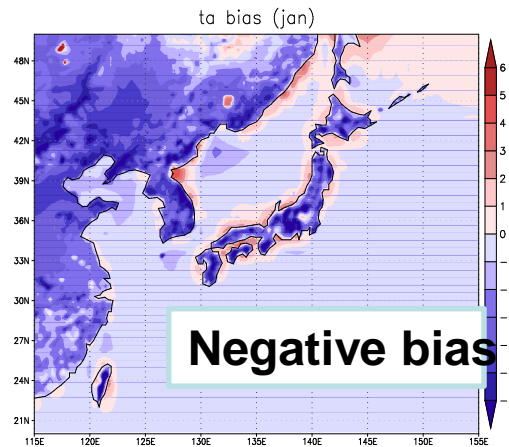 ta bias (jan)
48N
45N
42N
39N
36N
33N
30N
27N
24N
21N
115E 120E 125E 130E 135E 140E 145E 150E 155E
6
5
4
3
2
1
0
Negative bias